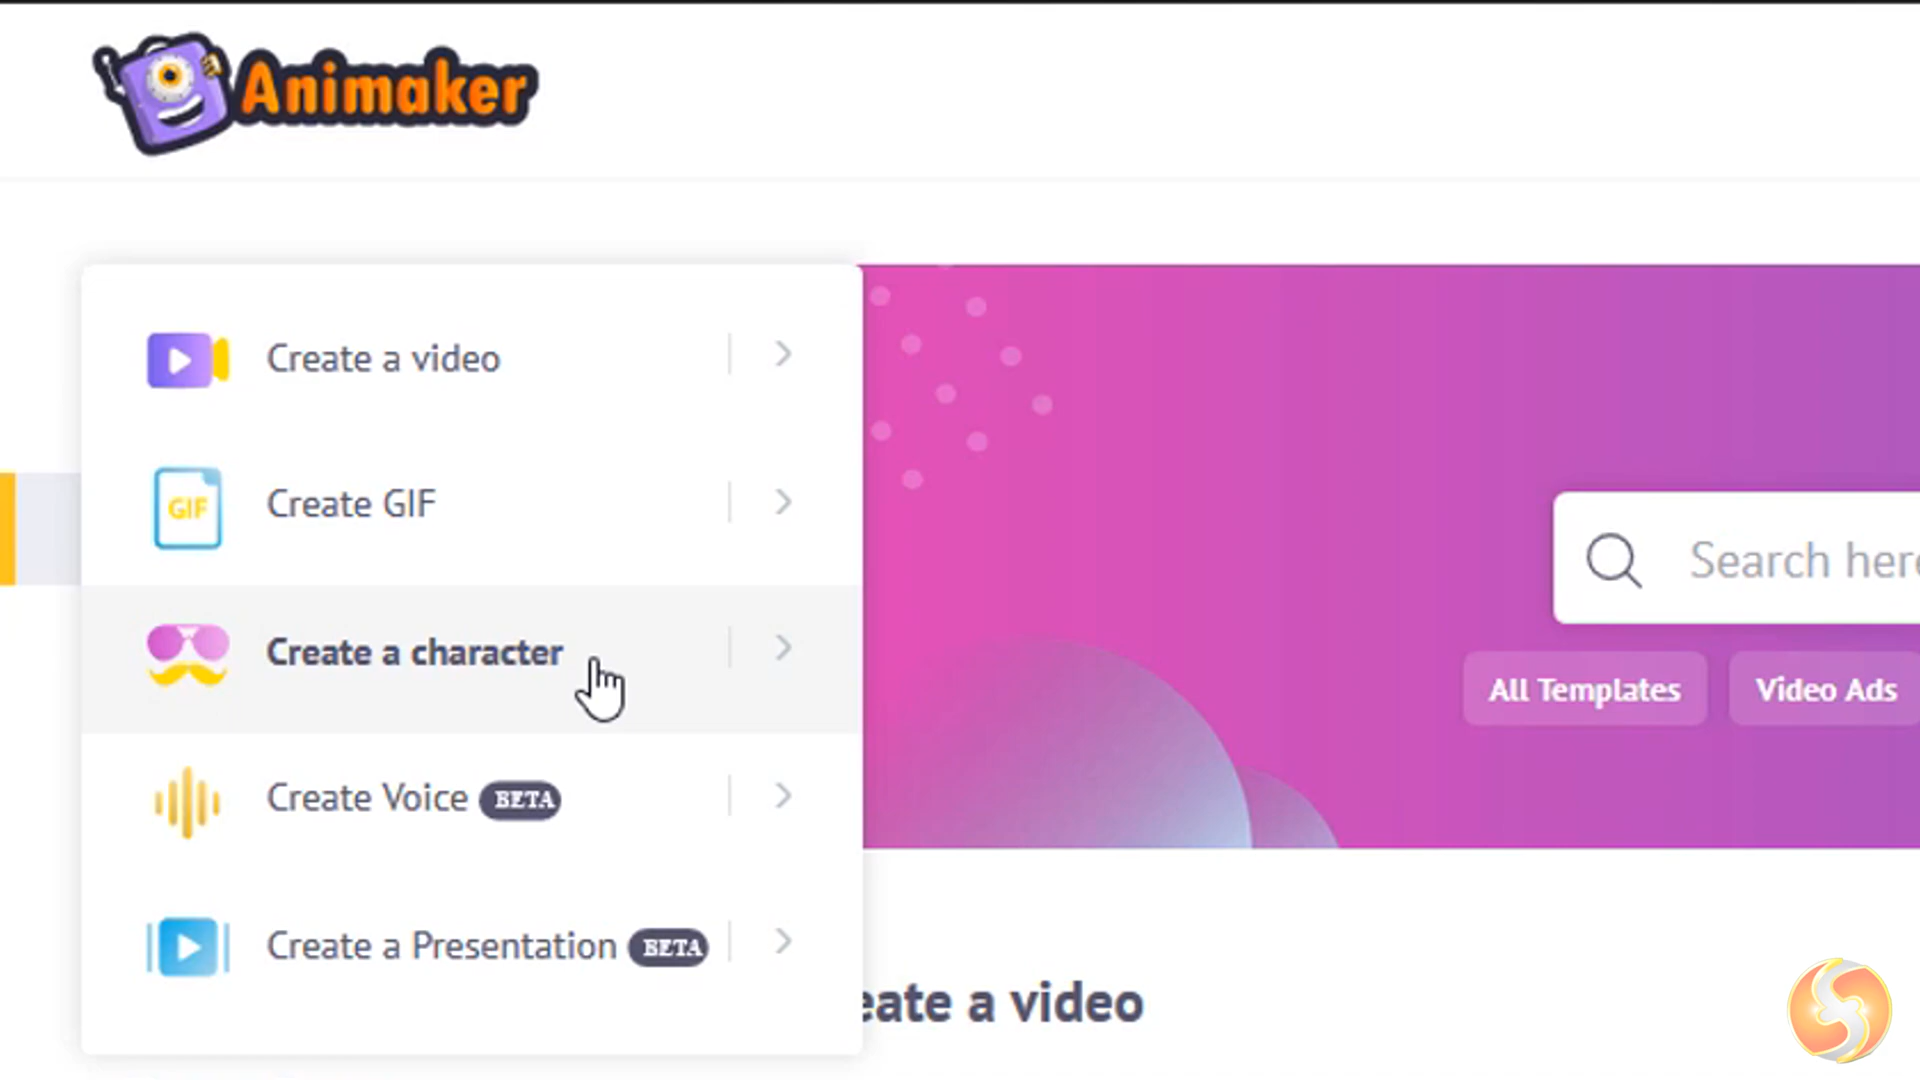 Animaker
Create a video
GIF
Create GIF
Create a character
Create Voice BETA
Create a Presentation BETA
Search here
All Templates
Video Ads
eate a video